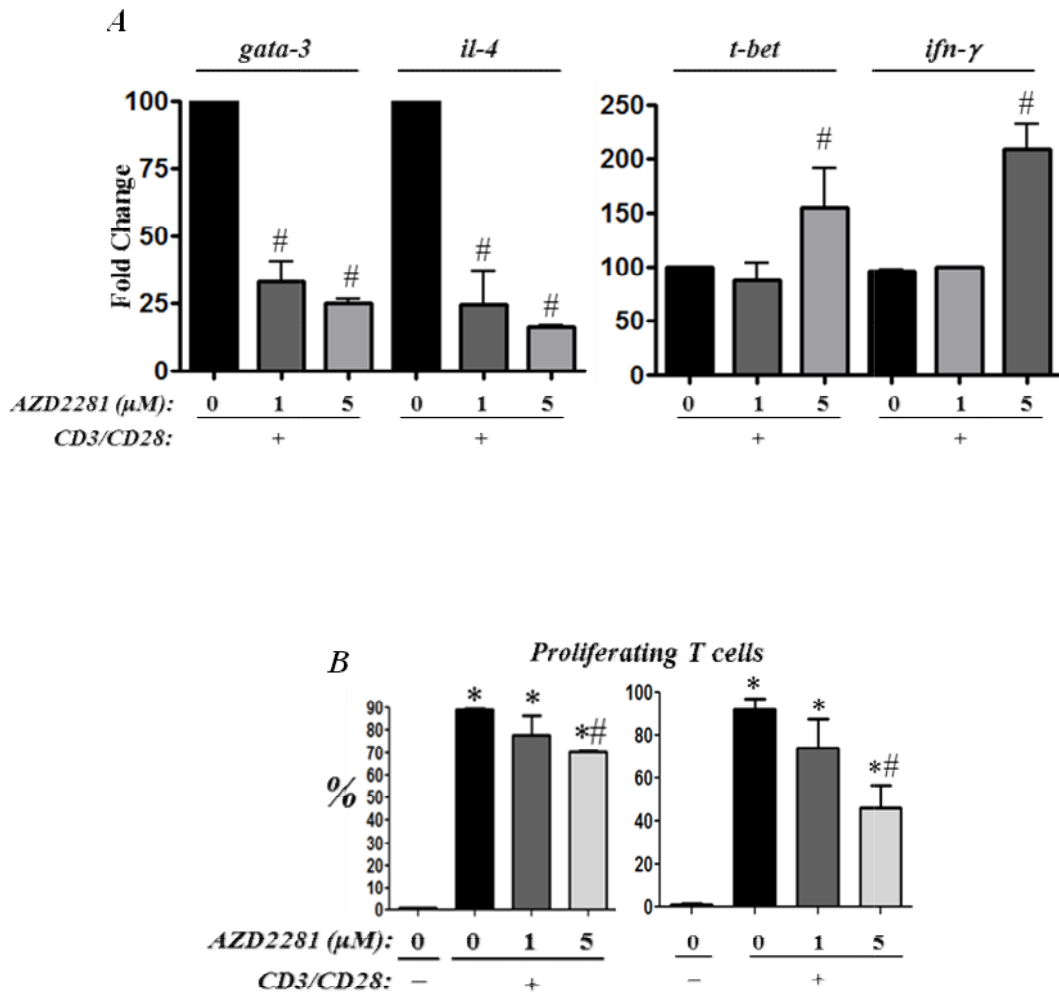 A
gata-3 il-4 t-bet ifn-γ
Fold Change
100
75
50
25
0
# # # #
250
200
150
100
50
0
# #
AZD2281 (µM): 0 1 5 0 1 5 0 1 5 0 1 5
CD3/CD28: + + + +
B
Proliferating T cells
%
90
80
70
60
50
40
30
20
10
0
* * *#
100
80
60
40
20
0
* * *#
AZD2281 (µM): 0 0 1 5 0 0 1 5
CD3/CD28: − + − +